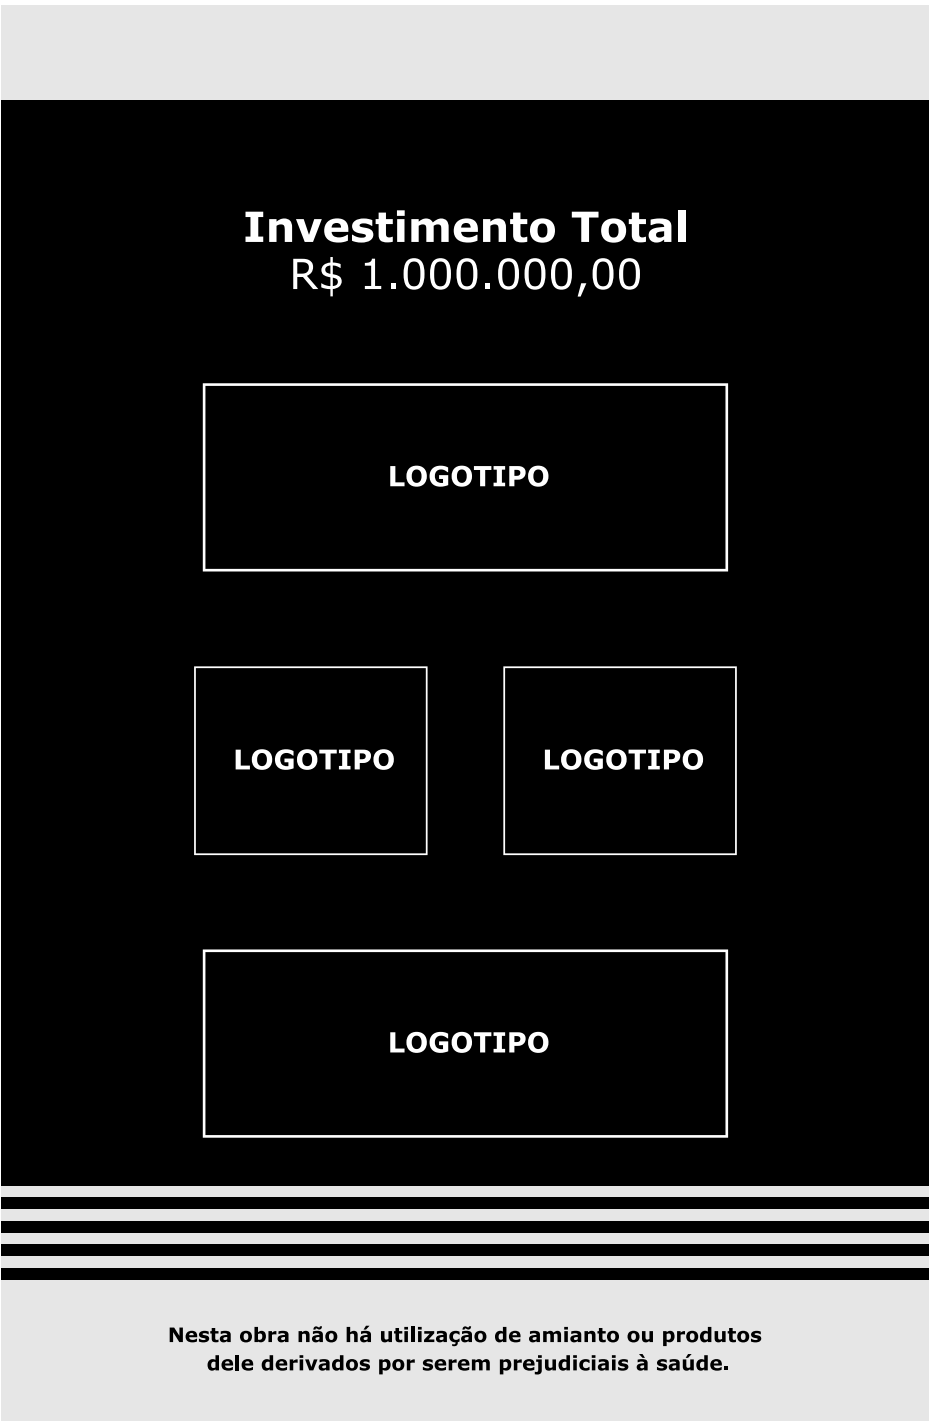 Investimento Total
R$ 1.000.000,00
LOGOTIPO
LOGOTIPO LOGOTIPO
LOGOTIPO
Nesta obra não há utilização de amianto ou produtos
dele derivados por serem prejudiciais à saúde.